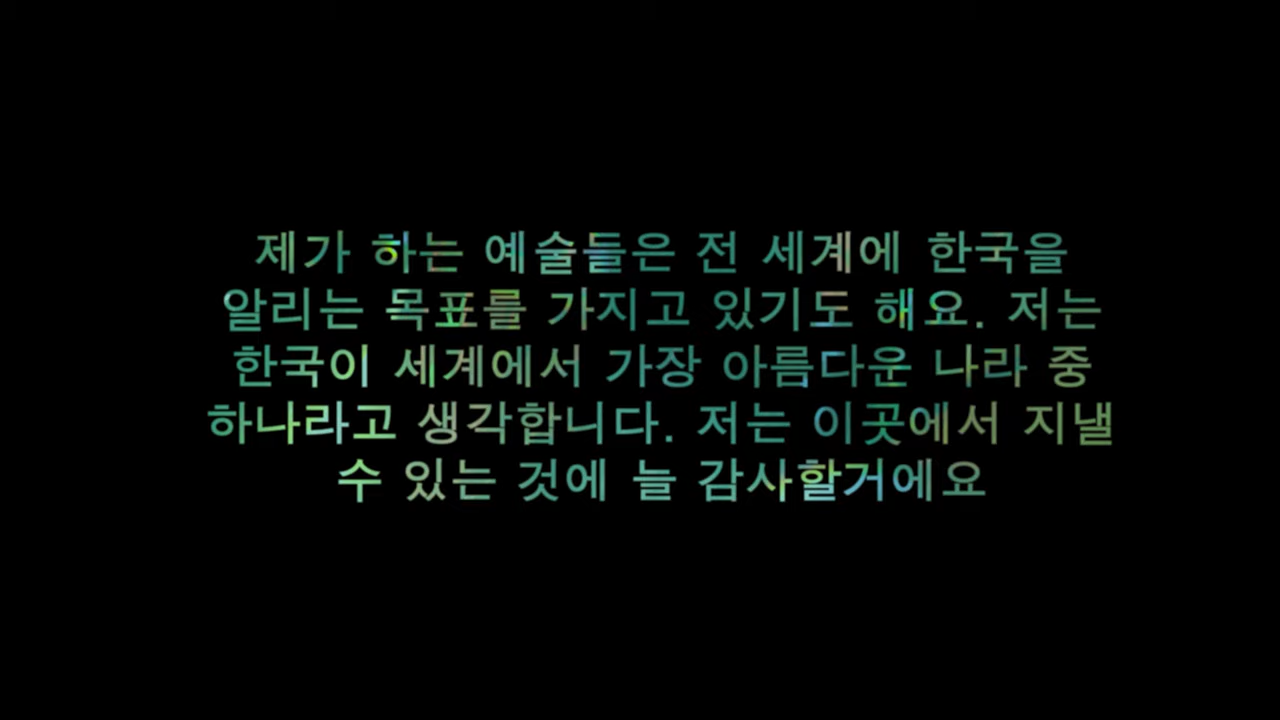 제가 하는 예술들은 전 세계에 한국을
알리는 목표를 가지고 있기도 해요. 저는
한국이 세계에서 가장 아름다운 나라 중
하나라고 생각합니다. 저는 이곳에서 지낼
수 있는 것에 늘 감사할거에요